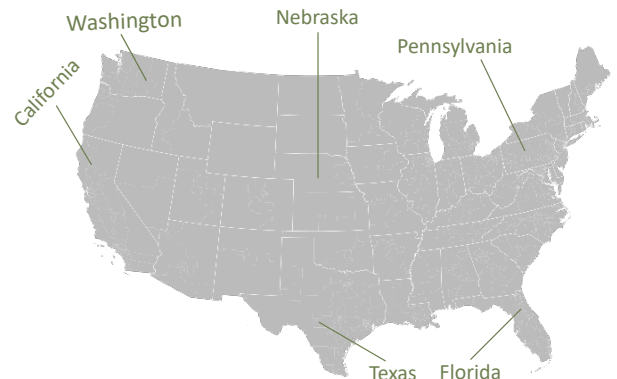 Washington
Nebraska
Pennsylvania
California
Texas
Florida